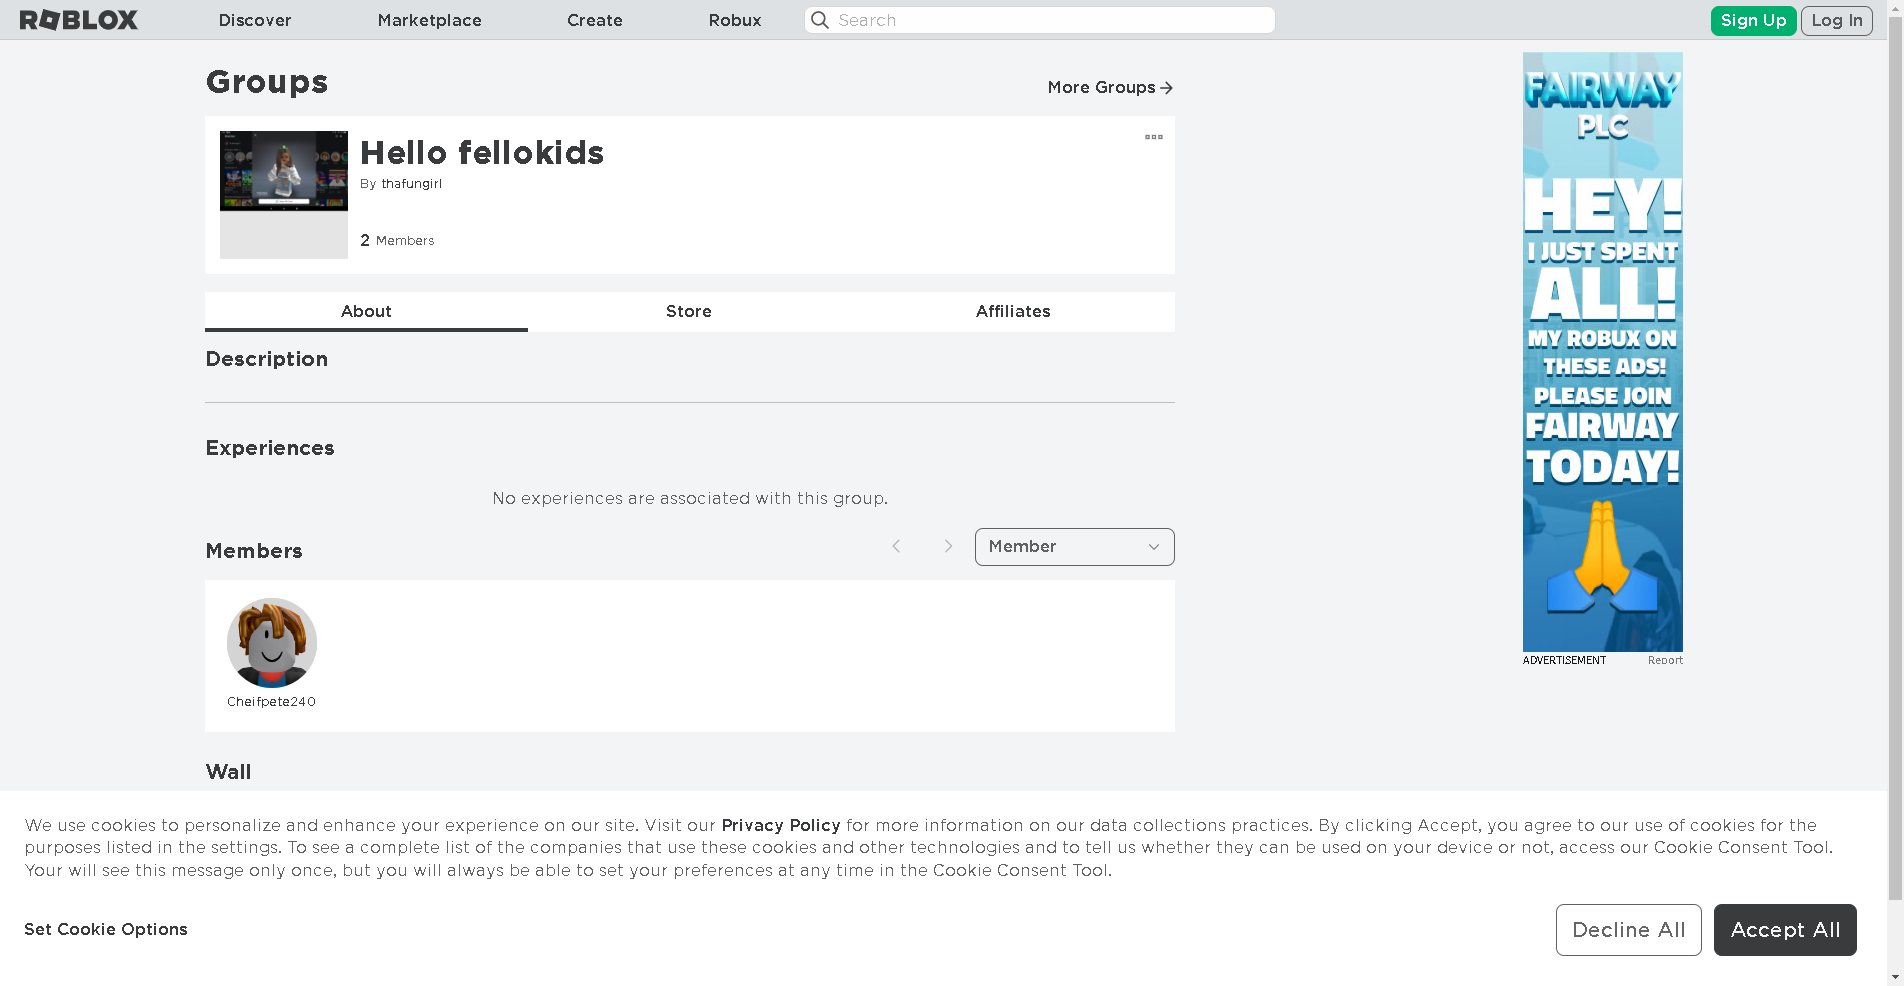 ROBLOX
Discover
Marketplace
Create
Robux
Search
Sign Up
Log In
Groups
More Groups
Hello fellokids
By thafungirl
2 Members
About
Store
Affiliates
Description
Experiences
No experiences are associated with this group.
Members
Member
Cheifpete240
Wall
FAIRWAY
PLC
HEY!
I JUST SPENT
ALL!
MY ROBUX ON
THESE ADS!
PLEASE JOIN
FAIRWAY
TODAY!
ADVERTISEMENT
Report
We use cookies to personalize and enhance your experience on our site. Visit our Privacy Policy for more information on our data collections practices. By clicking Accept, you agree to our use of cookies for the
purposes listed in the settings. To see a complete list of the companies that use these cookies and other technologies and to tell us whether they can be used on your device or not, access our Cookie Consent Tool.
Your will see this message only once, but you will always be able to set your preferences at any time in the Cookie Consent Tool.
Set Cookie Options
Decline All
Accept All